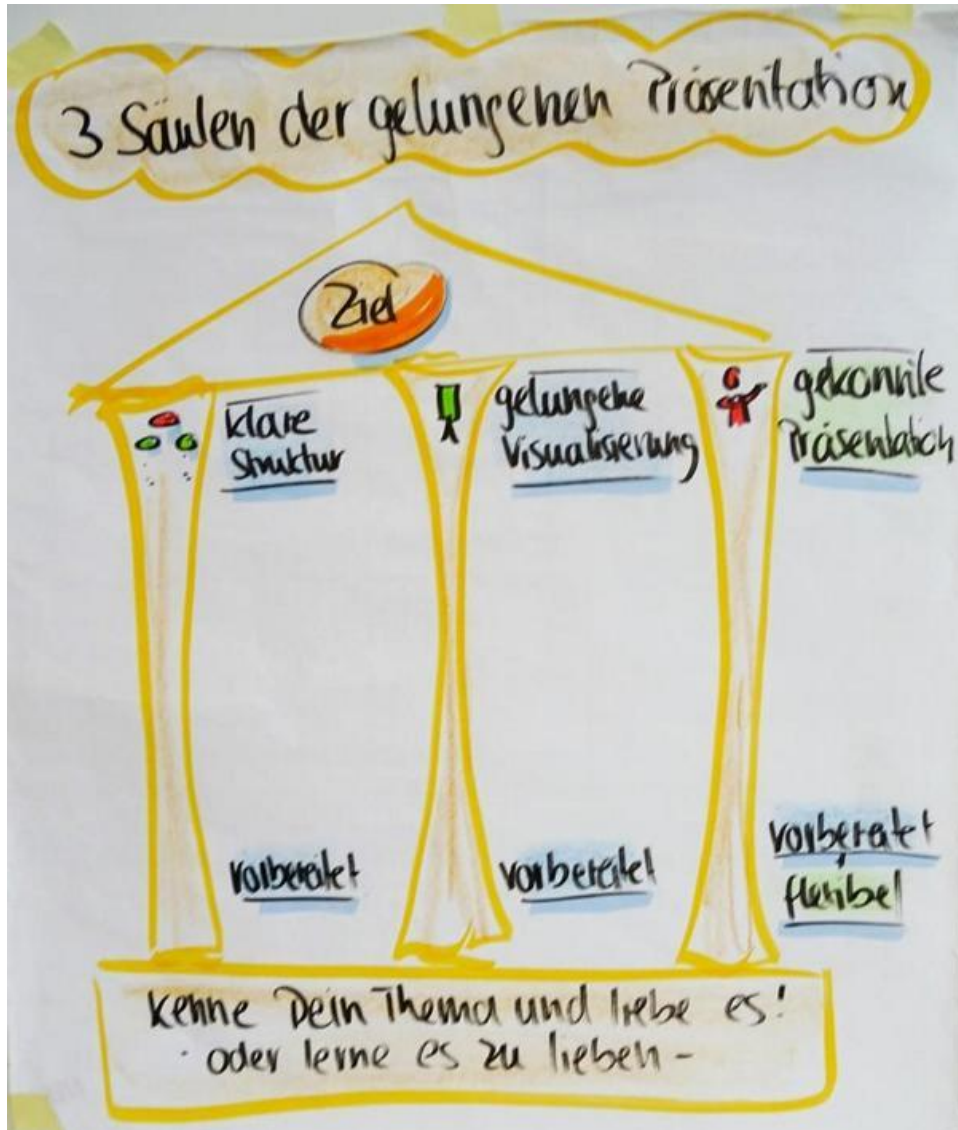 3 Säulen der gelungenen Präsentation
Ziel
klare
Struktur
gelungene
Visualisierung
gekonnte
Präsentation
vorbereitet
vorbereitet
vorbereitet
+
flexibel
Kenne Dein Thema und liebe es!
- oder lerne es zu lieben -